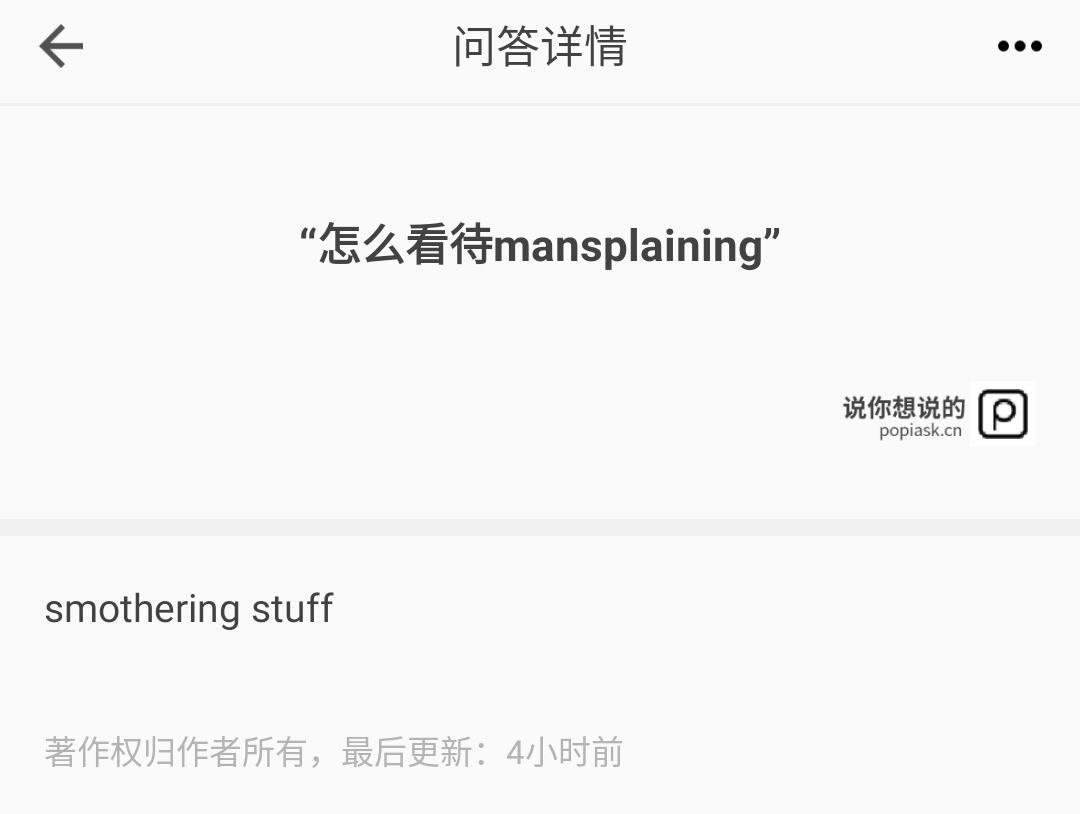 问答详情
“怎么看待mansplaining”
说你想说的
popiask.cn
smothering stuff
著作权归作者所有，最后更新：4小时前